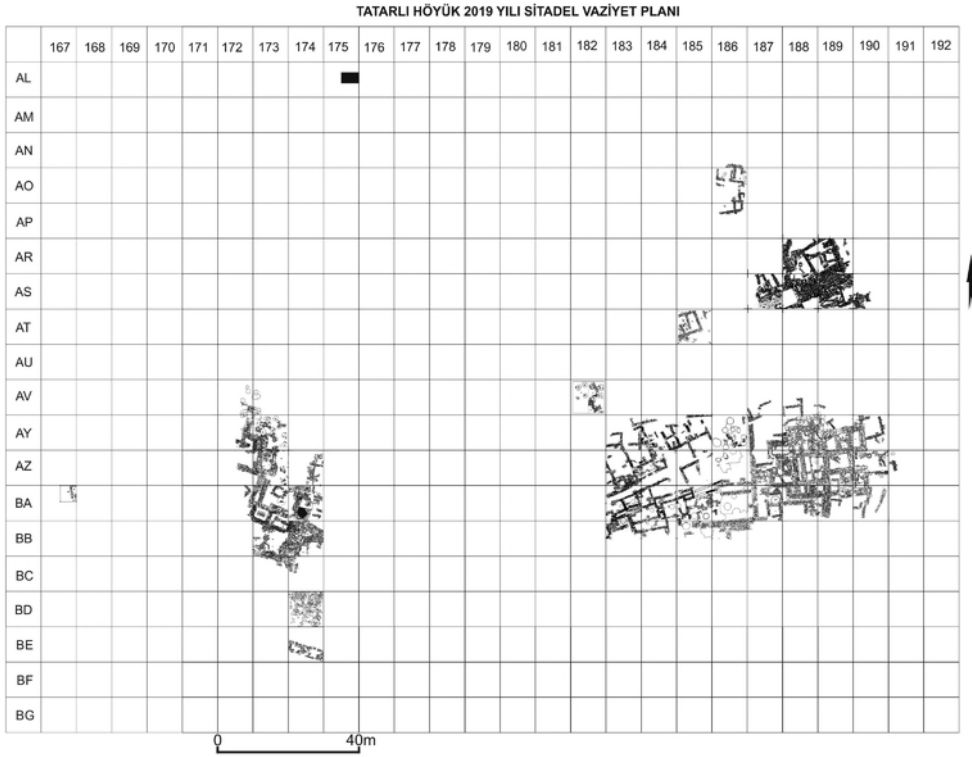 TATARLI HÖYÜK 2019 YILI SİTADEL VAZİYET PLANI
167 168 169 170 171 172 173 174 175 176 177 178 179 180 181 182 183 184 185 186 187 188 189 190 191 192
AL
AM
AN
AO
AP
AR
AS
AT
AU
AV
AY
AZ
BA
BB
BC
BD
BE
BF
BG
0 40m